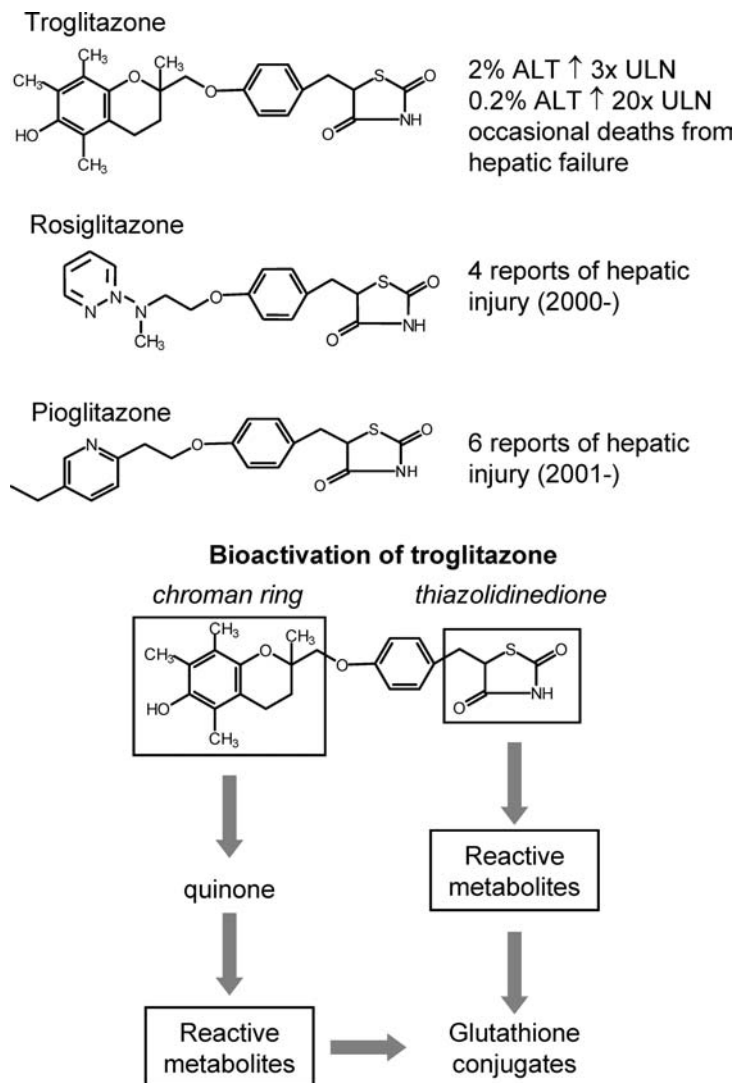 Troglitazone
CH₃
H₃C
O
CH₃
O
S
O
HO
O
NH
CH₃
2% ALT ↑ 3x ULN
0.2% ALT ↑ 20x ULN
occasional deaths from
hepatic failure
Rosiglitazone
N
N
N
CH₃
O
S
O
O
NH
4 reports of hepatic
injury (2000-)
Pioglitazone
N
O
S
O
O
NH
6 reports of hepatic
injury (2001-)
Bioactivation of troglitazone
chroman ring
thiazolidinedione
CH₃
H₃C
O
CH₃
O
S
O
HO
O
NH
CH₃
quinone
Reactive
metabolites
Reactive
metabolites
Glutathione
conjugates